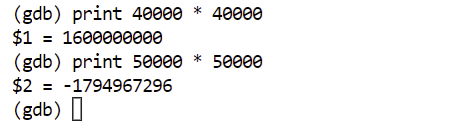 (gdb) print 40000 * 40000
$1 = 1600000000
(gdb) print 50000 * 50000
$2 = -1794967296
(gdb)